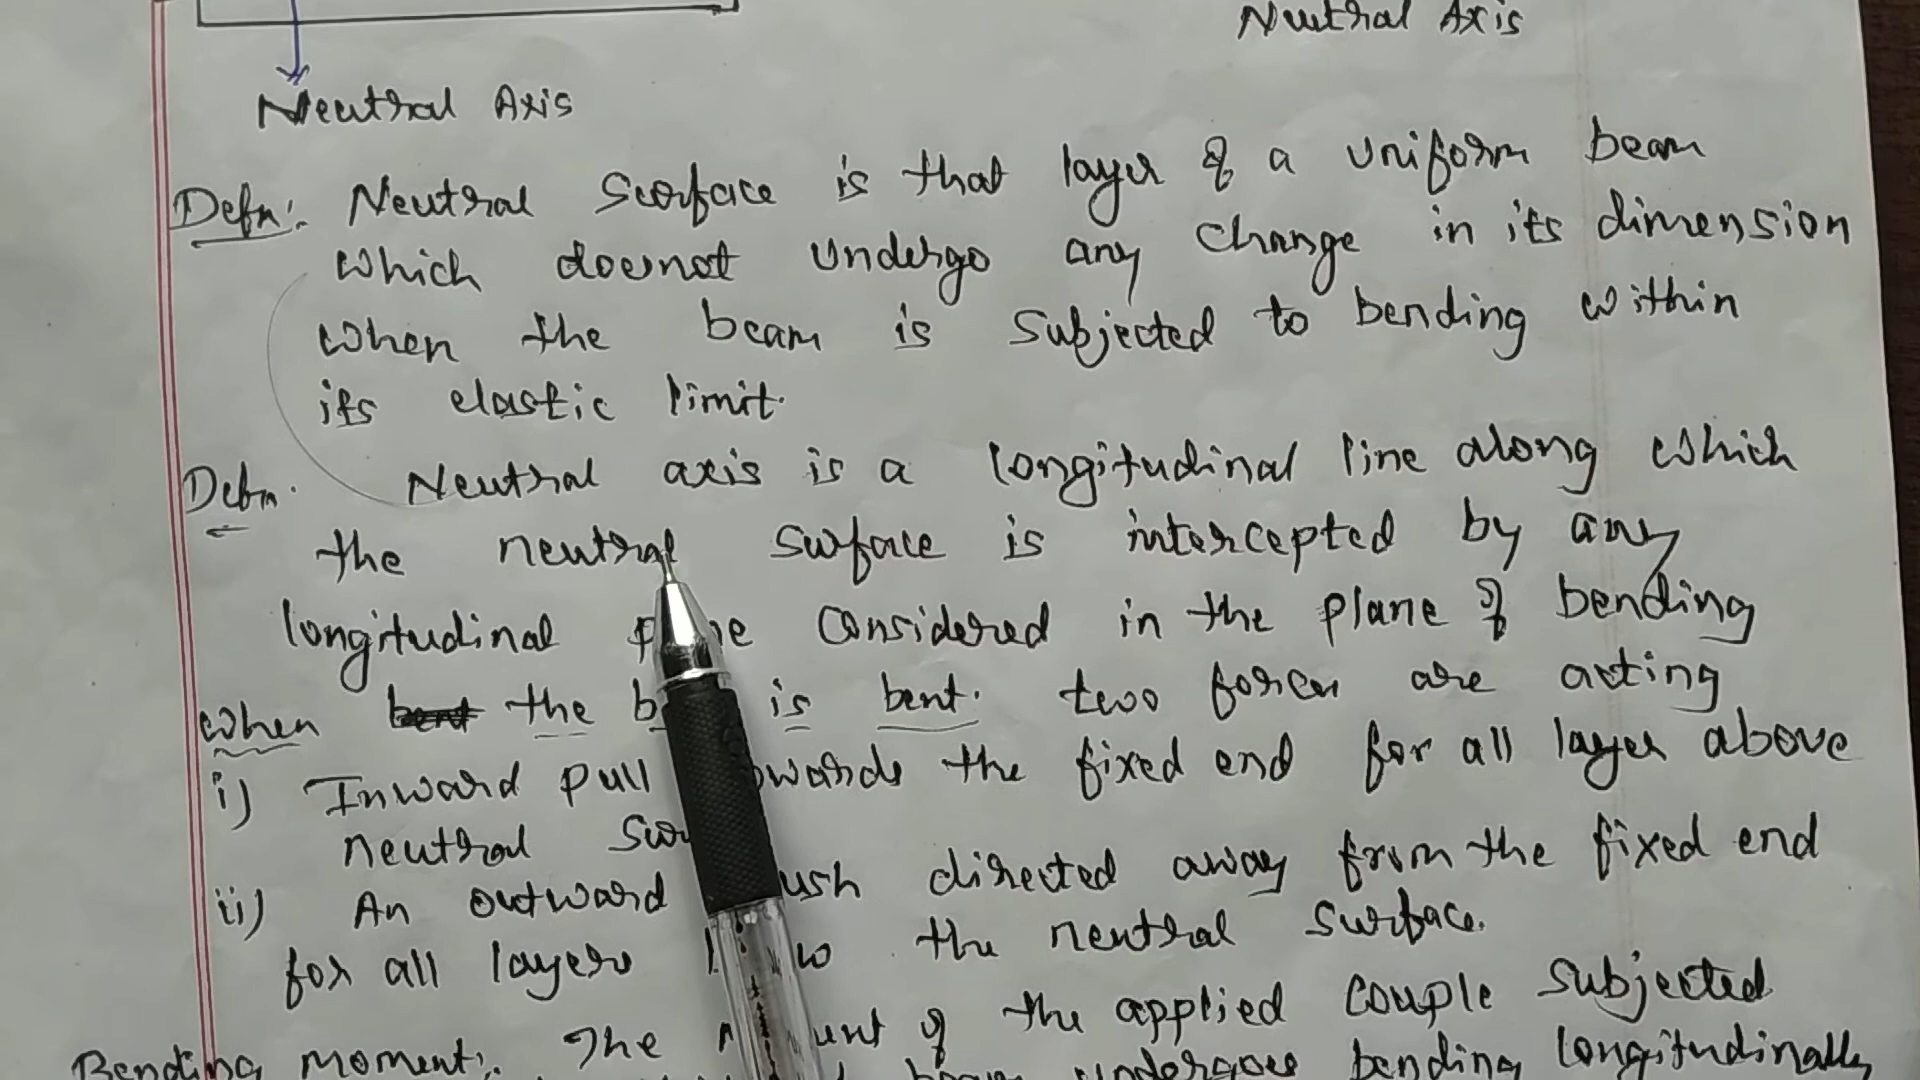 Neutral Axis
Neutral Axis
Defn:. Neutral Surface is that layer of a uniform beam
which doesnot undergo any change in its dimension
when the beam is subjected to bending within
its elastic limit.
Defn. Neutral axis is a longitudinal line along which
the neutral surface is intercepted by any
longitudinal considered in the plane of bending
when the is bent. two forces are acting
i) Inward pull the fixed end for all layer above
neutral
ii) An outward directed away from the fixed end
for all layers the neutral surface.
Bending moment:. The of the applied couple subjected
undergoes bending longitudinally